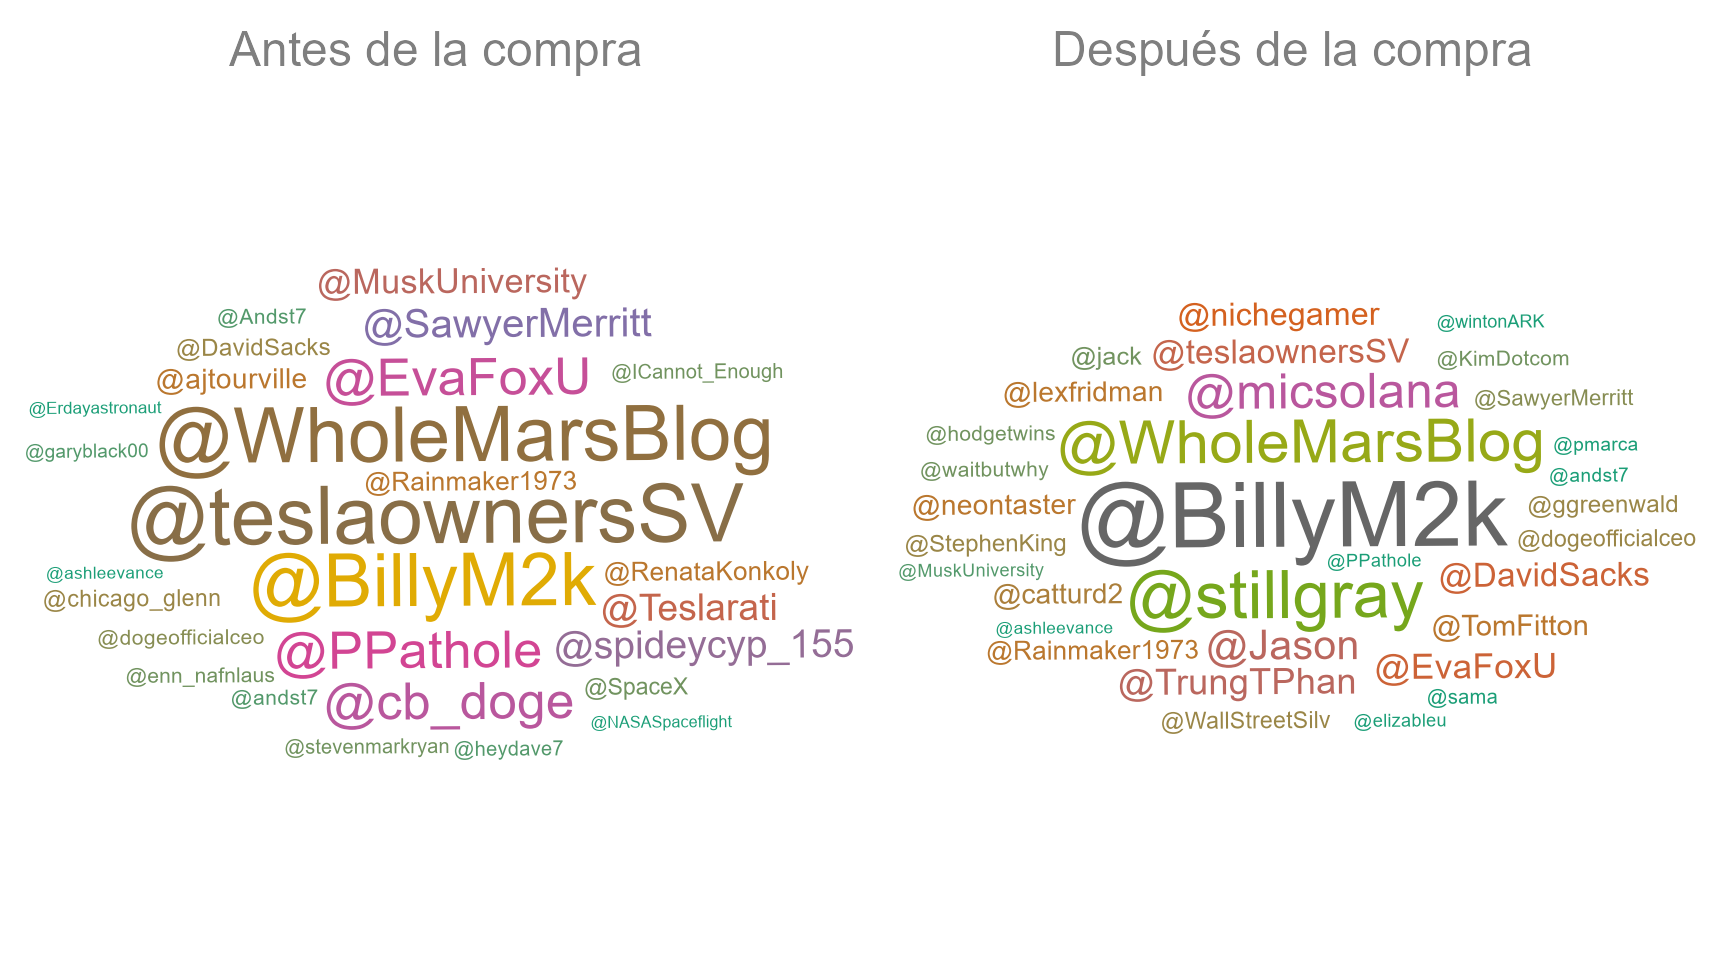 Antes de la compra
@MuskUniversity
@Andst7
@SawyerMerritt
@DavidSacks
@EvaFoxU
@ICannot_Enough
@ajtourville
@Erdayastronaut
@WholeMarsBlog
@garyblack00
@Rainmaker1973
@teslaownersSV
@ashleevance
@BillyM2k
@RenataKonkoly
@chicago_glenn
@Teslarati
@dogeofficialceo
@PPathole
@spideycyp_155
@enn_nafnlaus
@andst7
@cb_doge
@SpaceX
@NASASpaceflight
@stevenmarkryan
@heydave7
Después de la compra
@nichegamer
@wintonARK
@jack
@teslaownersSV
@KimDotcom
@lexfridman
@micsolana
@SawyerMerritt
@hodgetwins
@WholeMarsBlog
@pmarca
@waitbutwhy
@andst7
@neontaster
@BillyM2k
@ggreenwald
@StephenKing
@dogeofficialceo
@MuskUniversity
@PPathole
@DavidSacks
@catturd2
@stillgray
@ashleevance
@TomFitton
@Rainmaker1973
@Jason
@EvaFoxU
@TrungTPhan
@sama
@WallStreetSilv
@elizableu